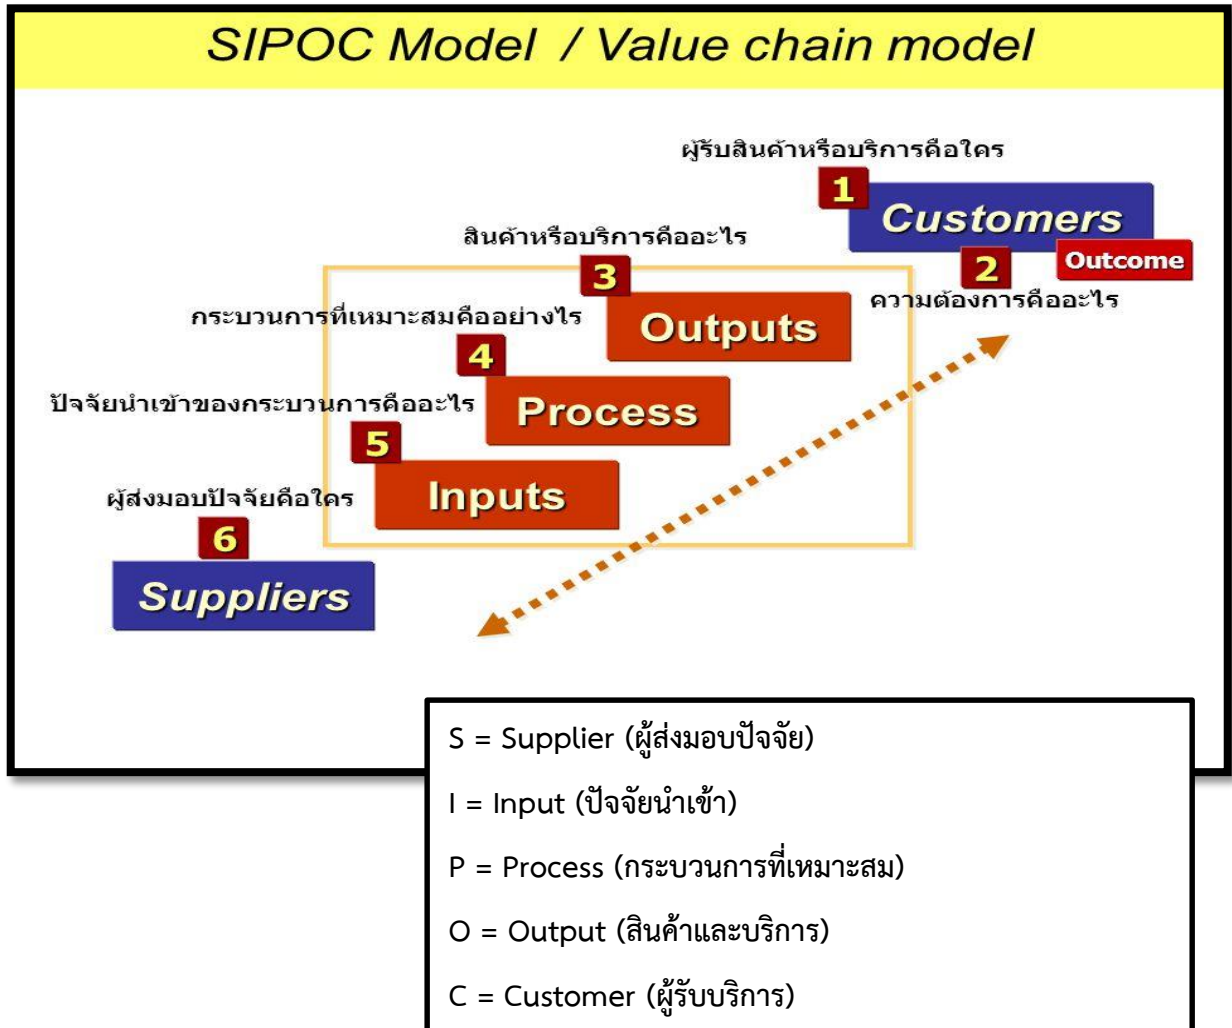 SIPOC Model / Value chain model
ผู้รับสินค้าหรือบริการคือใคร
1
Customers
สินค้าหรือบริการคืออะไร
2
Outcome
3
ความต้องการคืออะไร
กระบวนการที่เหมาะสมคืออย่างไร
Outputs
4
ปัจจัยนำเข้าของกระบวนการคืออะไร
Process
5
ผู้ส่งมอบปัจจัยคือใคร
Inputs
6
Suppliers
S = Supplier (ผู้ส่งมอบปัจจัย)
I = Input (ปัจจัยนำเข้า)
P = Process (กระบวนการที่เหมาะสม)
O = Output (สินค้าและบริการ)
C = Customer (ผู้รับบริการ)